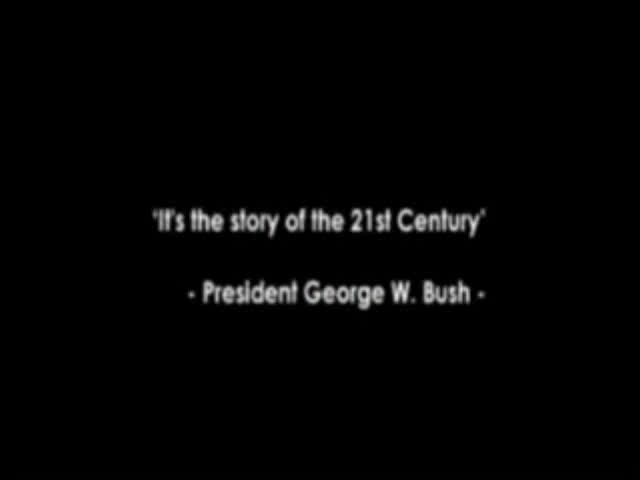 'It's the story of the 21st Century'
- President George W. Bush -